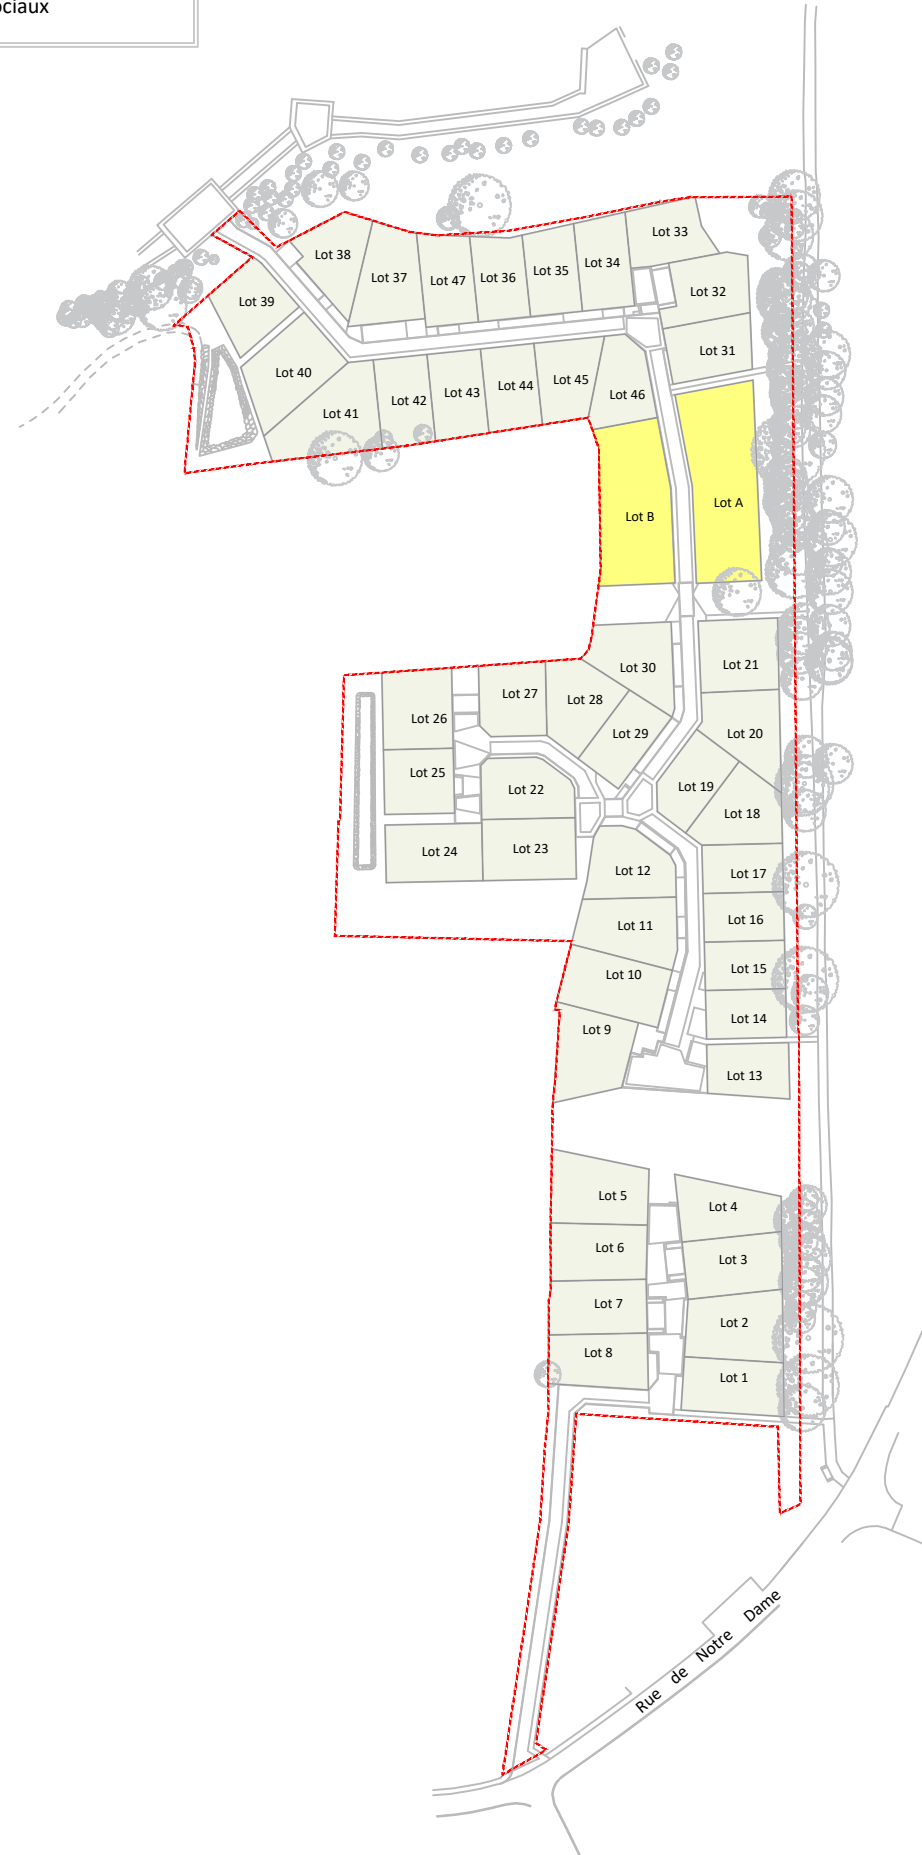 ociaux
Lot 33
Lot 38
Lot 37
Lot 47
Lot 36
Lot 35
Lot 34
Lot 32
Lot 39
Lot 31
Lot 40
Lot 41
Lot 42
Lot 43
Lot 44
Lot 45
Lot 46
Lot B
Lot A
Lot 30
Lot 21
Lot 26
Lot 27
Lot 28
Lot 29
Lot 20
Lot 25
Lot 22
Lot 19
Lot 18
Lot 24
Lot 23
Lot 12
Lot 17
Lot 11
Lot 16
Lot 10
Lot 15
Lot 9
Lot 14
Lot 13
Lot 5
Lot 4
Lot 6
Lot 3
Lot 7
Lot 2
Lot 8
Lot 1
Rue de Notre Dame